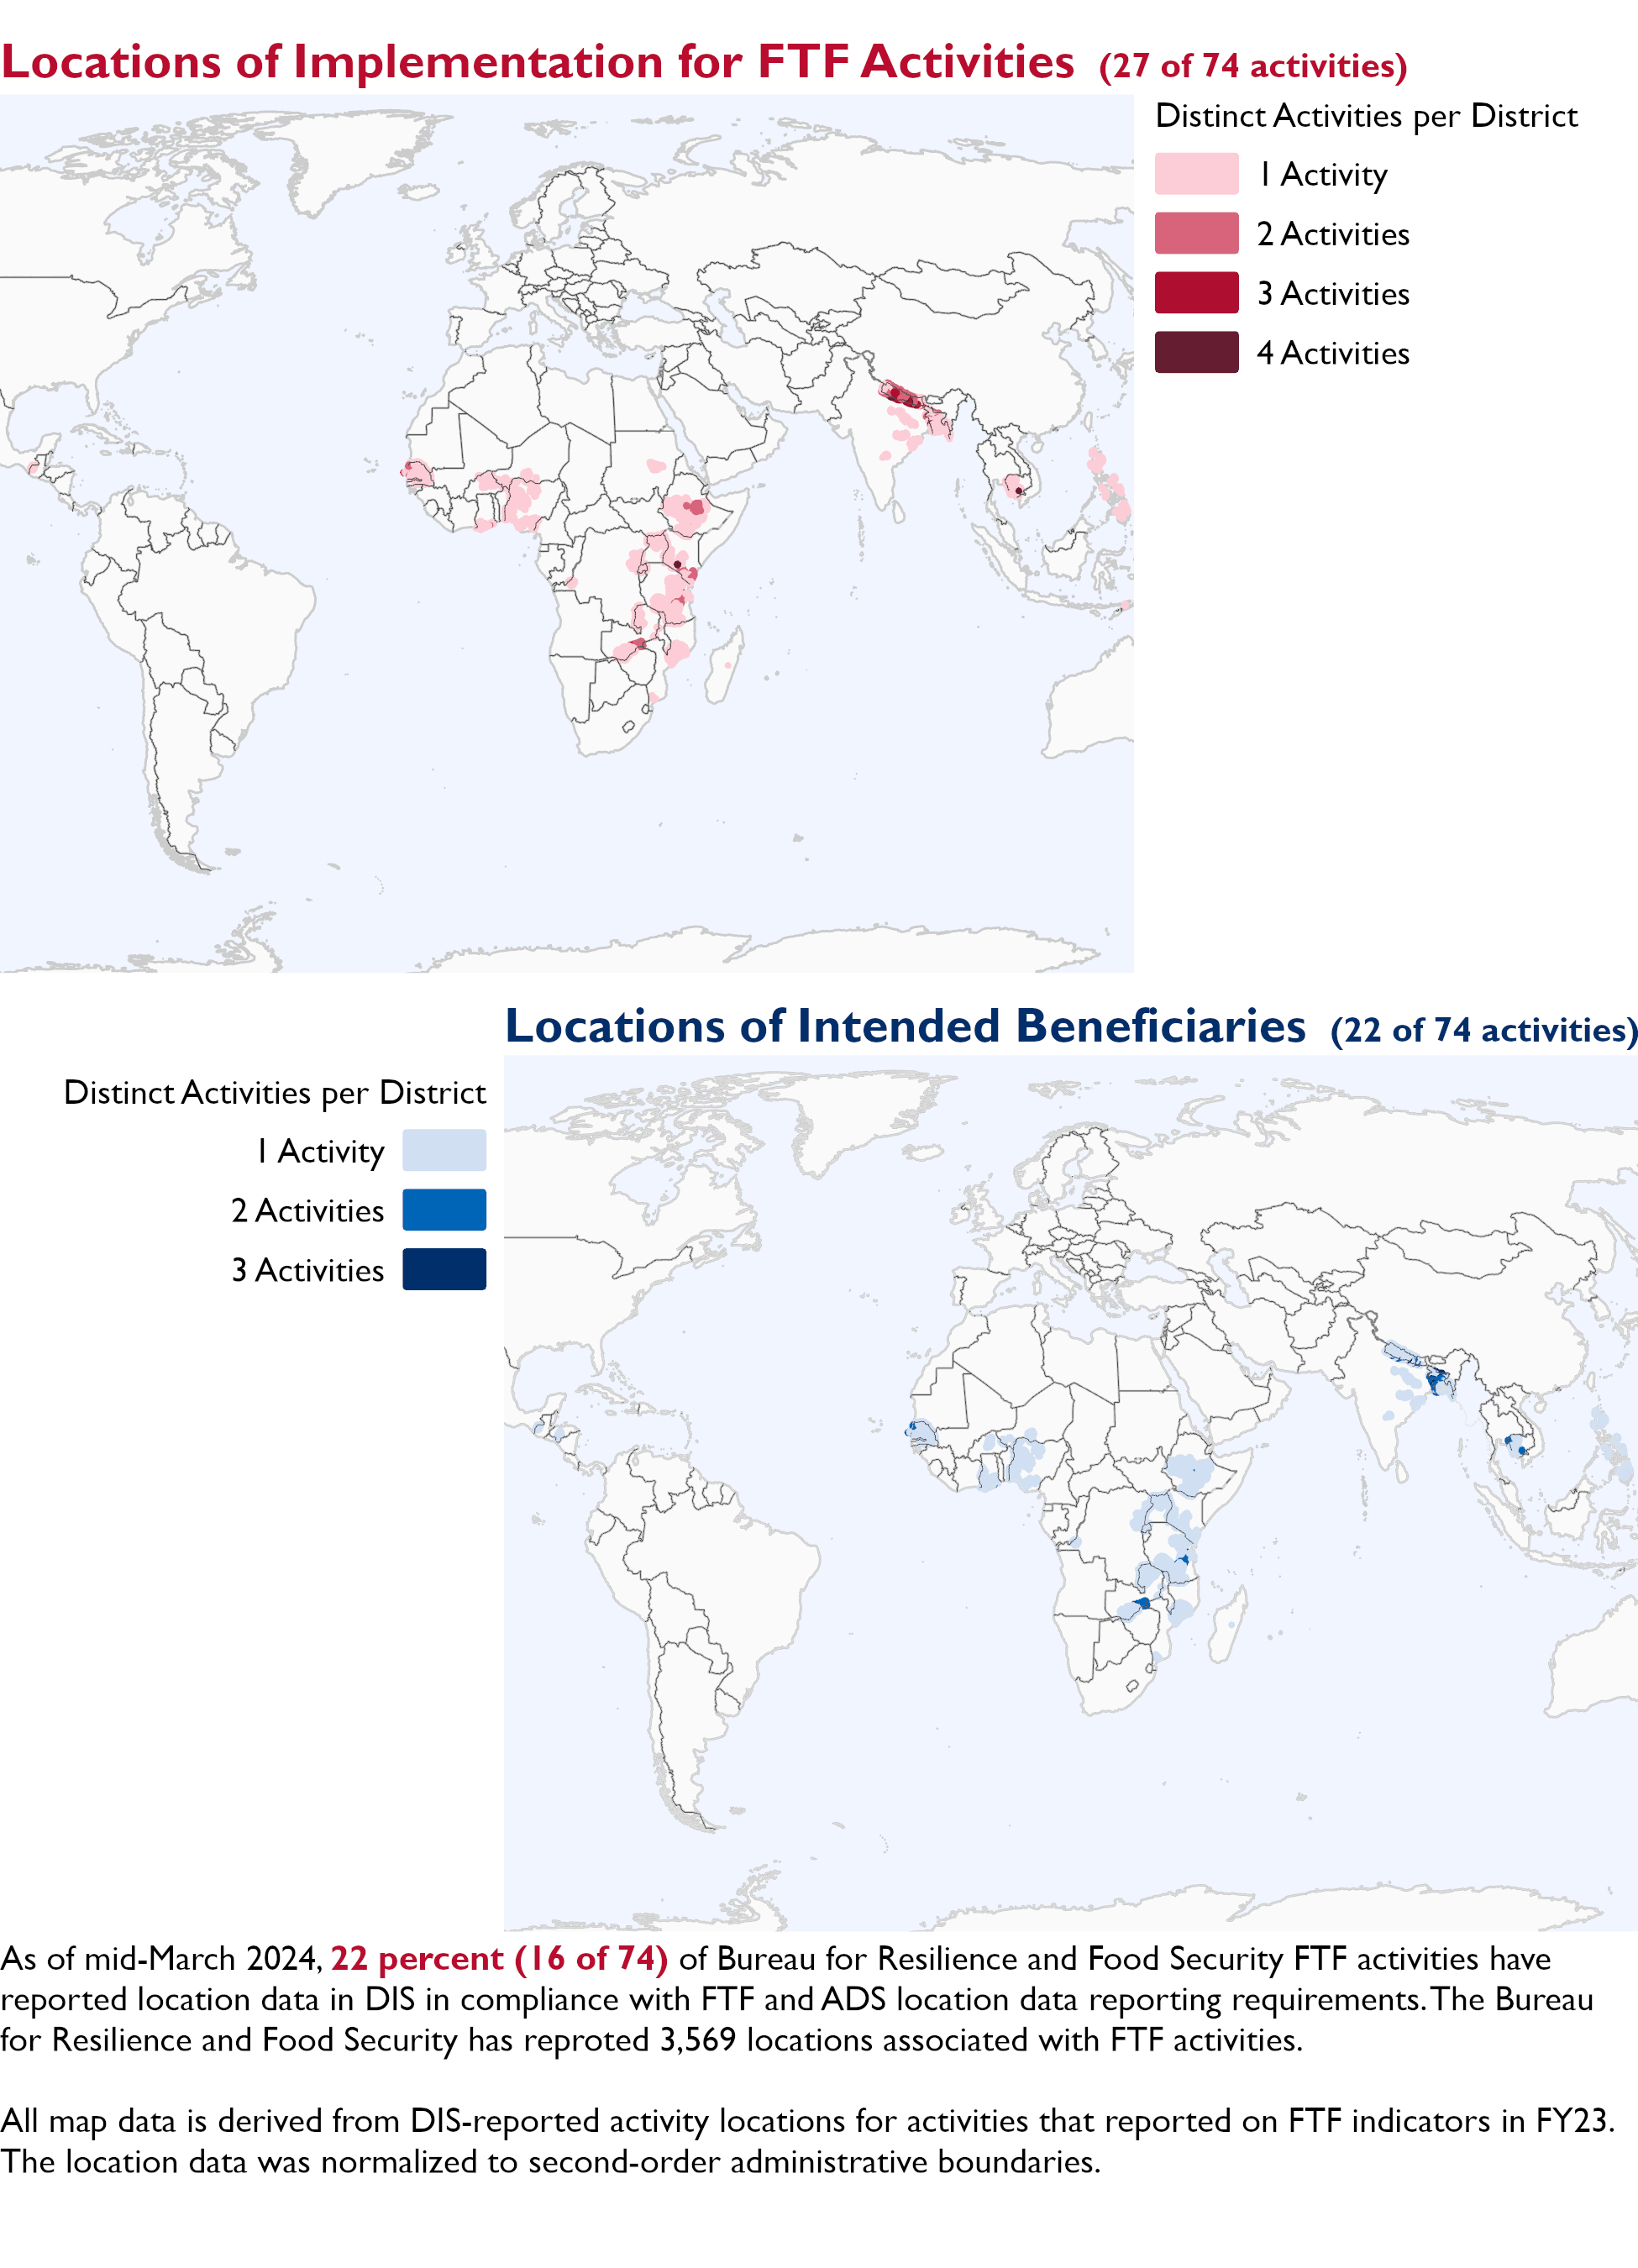 Locations of Implementation for FTF Activities (27 of 74 activities)
Distinct Activities per District
1 Activity
2 Activities
3 Activities
4 Activities
Locations of Intended Beneficiaries (22 of 74 activities)
Distinct Activities per District
1 Activity
2 Activities
3 Activities
As of mid-March 2024, 22 percent (16 of 74) of Bureau for Resilience and Food Security FTF activities have
reported location data in DIS in compliance with FTF and ADS location data reporting requirements. The Bureau
for Resilience and Food Security has reproted 3,569 locations associated with FTF activities.
All map data is derived from DIS-reported activity locations for activities that reported on FTF indicators in FY23.
The location data was normalized to second-order administrative boundaries.